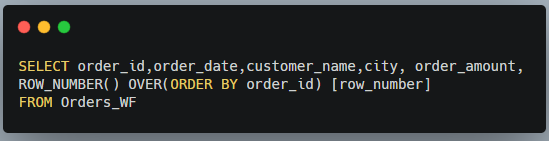 SELECT order_id,order_date,customer_name,city, order_amount,
ROW_NUMBER() OVER(ORDER BY order_id) [row_number]
FROM Orders_WF